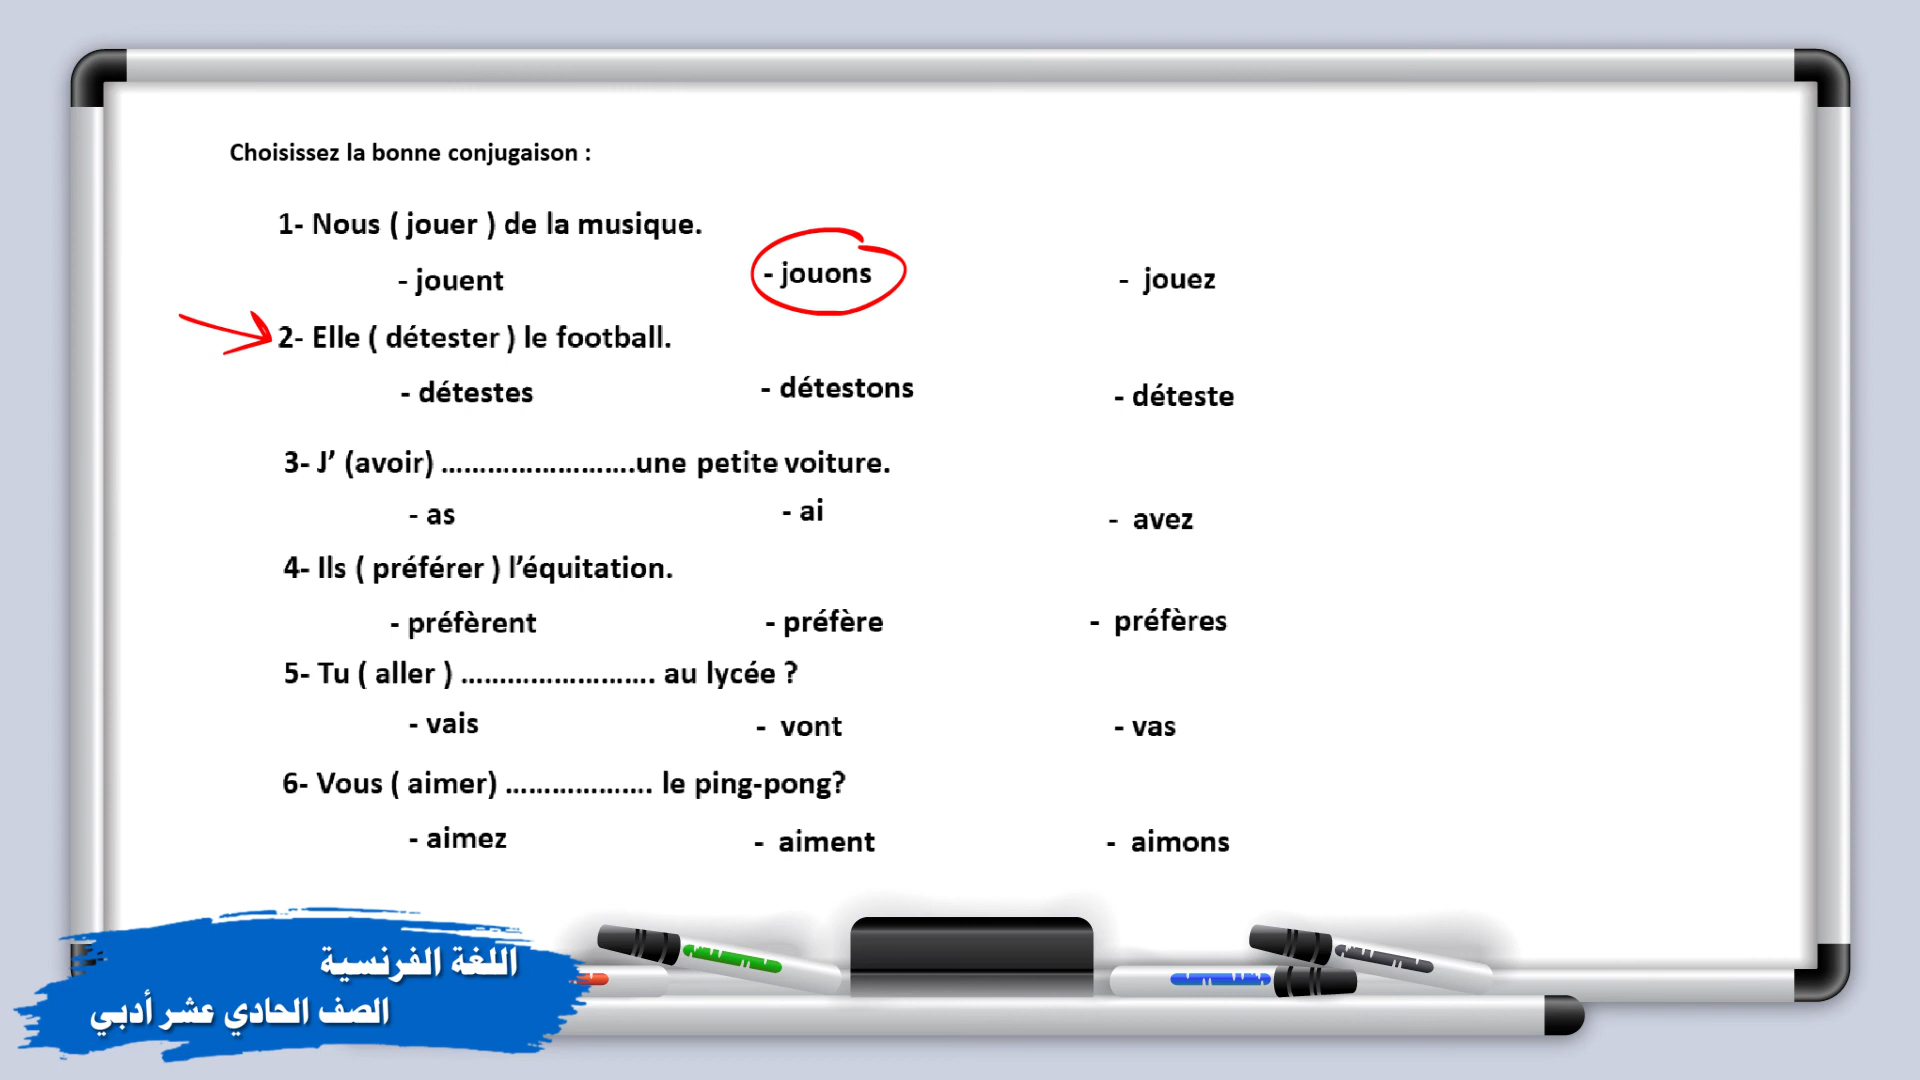 Choisissez la bonne conjugaison :
1- Nous ( jouer ) de la musique.
- jouent - jouons - jouez
2- Elle ( détester ) le football.
- détestes - détestons - déteste
3- J’ (avoir) …………………….une petite voiture.
- as - ai - avez
4- Ils ( préférer ) l’équitation.
- préfèrent - préfère - préfères
5- Tu ( aller ) ……………………. au lycée ?
- vais - vont - vas
6- Vous ( aimer) ………………. le ping-pong?
- aimez - aiment - aimons
اللغة الفرنسية
الصف الحادي عشر أدبي